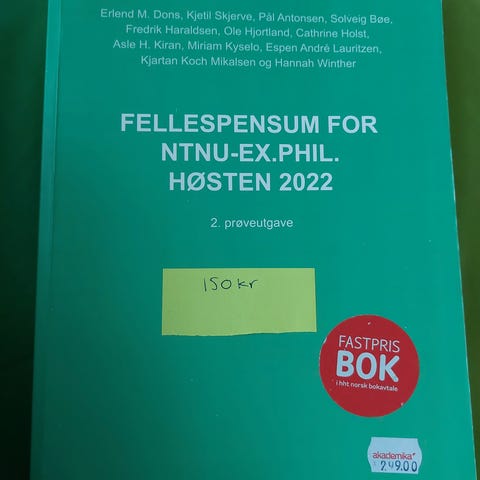 Erlend M. Dons, Kjetil Skjerve, Pål Antonsen, Solveig Bøe,
Fredrik Haraldsen, Ole Hjortland, Cathrine Holst,
Asle H. Kiran, Miriam Kyselo, Espen André Lauritzen,
Kjartan Koch Mikalsen og Hannah Winther
FELLESPENSUM FOR
NTNU-EX.PHIL.
HØSTEN 2022
2. prøveutgave
150kr
FASTPRIS
BOK
i hht norsk bokavtale
akademika
249.00